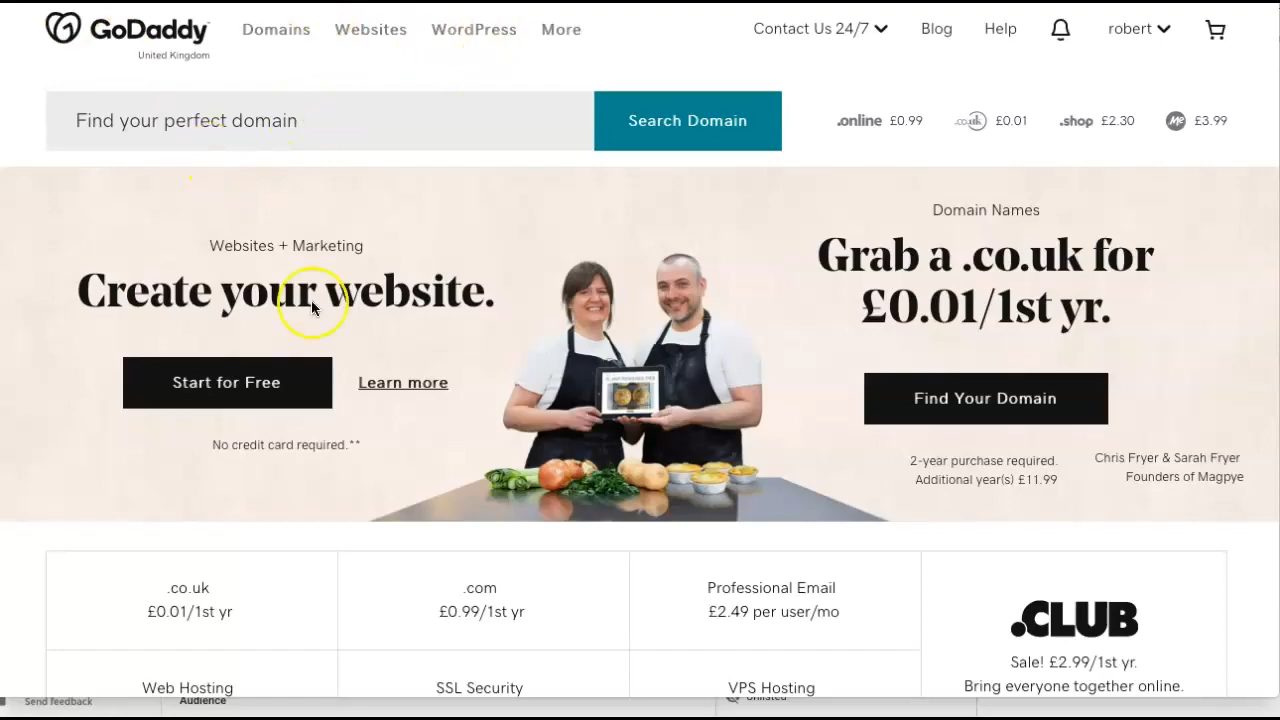 GoDaddy
United Kingdom
Domains
Websites
WordPress
More
Contact Us 24/7
Blog
Help
robert
Find your perfect domain
Search Domain
.online £0.99
.co.uk £0.01
.shop £2.30
Me £3.99
Websites + Marketing
Create your website.
Start for Free
Learn more
No credit card required.**
Domain Names
Grab a .co.uk for
£0.01/1st yr.
Find Your Domain
2-year purchase required.
Additional year(s) £11.99
Chris Fryer & Sarah Fryer
Founders of Magpye
.co.uk
£0.01/1st yr
.com
£0.99/1st yr
Professional Email
£2.49 per user/mo
.CLUB
Sale! £2.99/1st yr.
Bring everyone together online.
Web Hosting
SSL Security
VPS Hosting
Send feedback
Audience
Unlisted